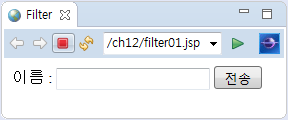 Filter
/ch12/filter01.jsp
이름 :
전송